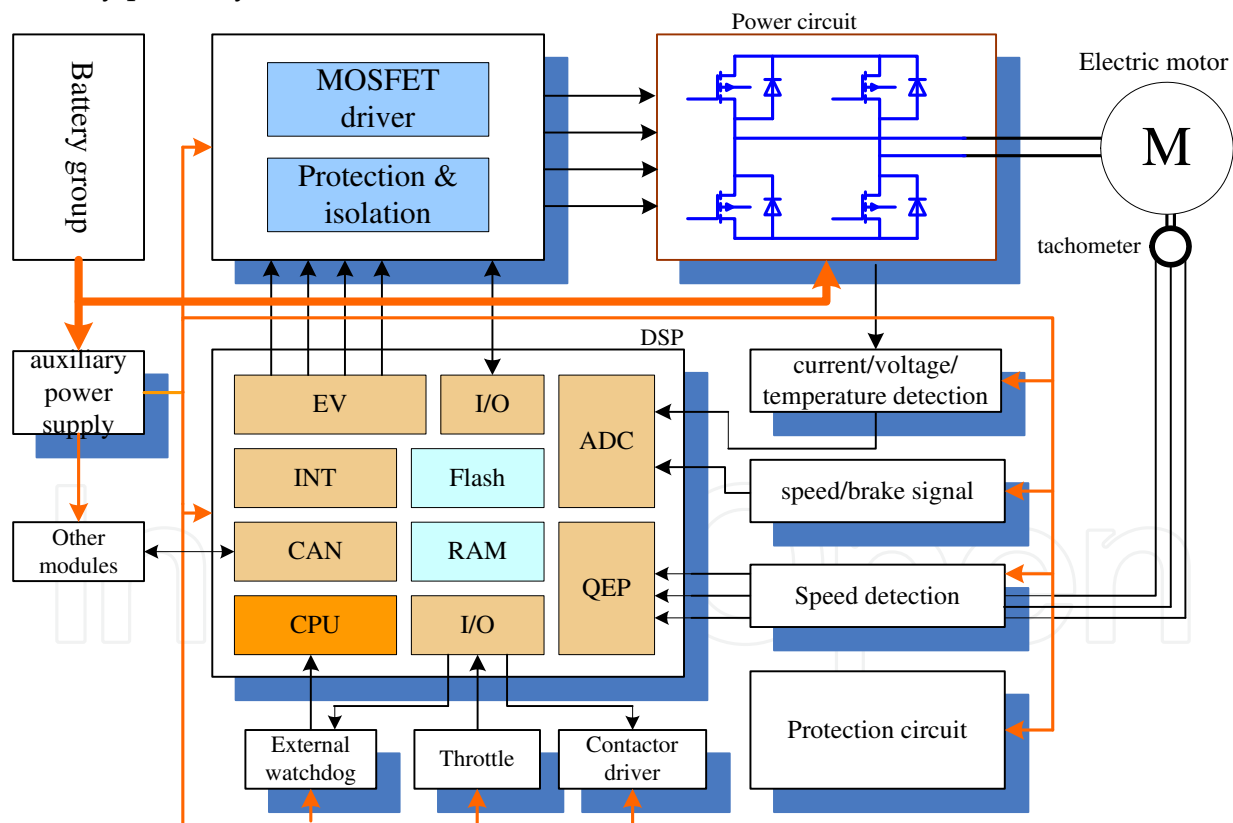 Power circuit
Battery group
MOSFET
driver
Protection &
isolation
Electric motor
M
tachometer
DSP
auxiliary
power
supply
EV
I/O
ADC
current/voltage/
temperature detection
INT
Flash
speed/brake signal
Other
modules
CAN
RAM
QEP
Speed detection
CPU
I/O
Protection circuit
External
watchdog
Throttle
Contactor
driver